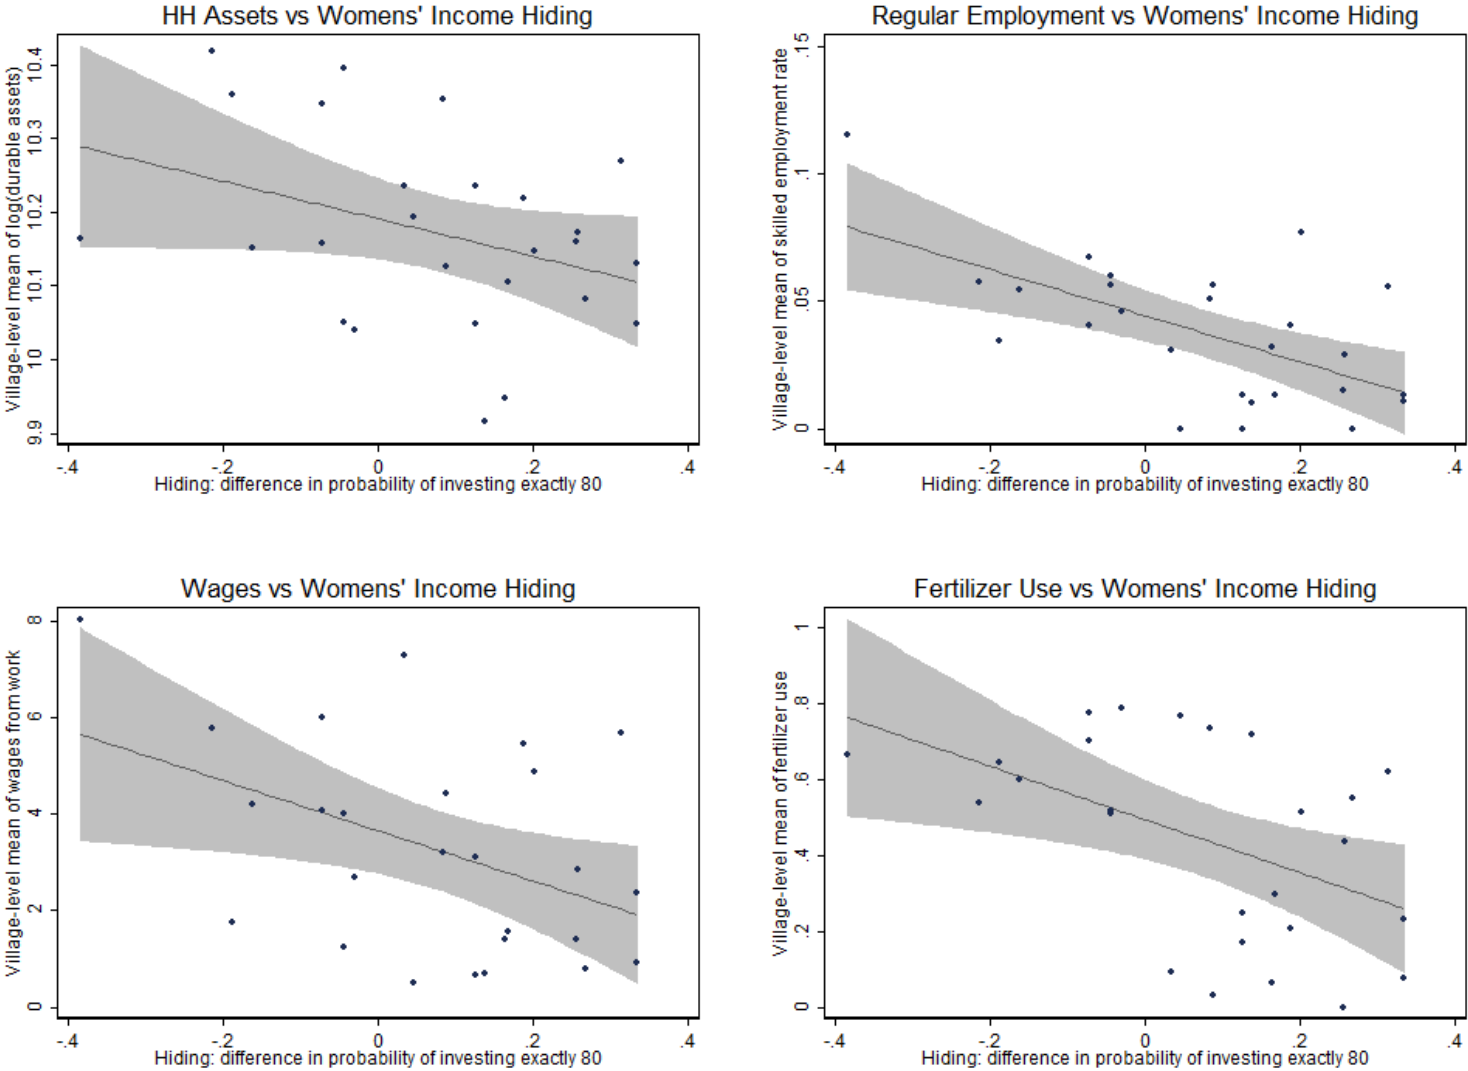 HH Assets vs Womens' Income Hiding
Village-level mean of log(durable assets)
10.4
10.3
10.2
10.1
10
9.9
-.4 -.2 0 .2 .4
Hiding: difference in probability of investing exactly 80
Regular Employment vs Womens' Income Hiding
Village-level mean of skilled employment rate
.15
.1
.05
0
-.4 -.2 0 .2 .4
Hiding: difference in probability of investing exactly 80
Wages vs Womens' Income Hiding
Village-level mean of wages from work
8
6
4
2
0
-.4 -.2 0 .2 .4
Hiding: difference in probability of investing exactly 80
Fertilizer Use vs Womens' Income Hiding
Village-level mean of fertilizer use
1
.8
.6
.4
.2
0
-.4 -.2 0 .2 .4
Hiding: difference in probability of investing exactly 80